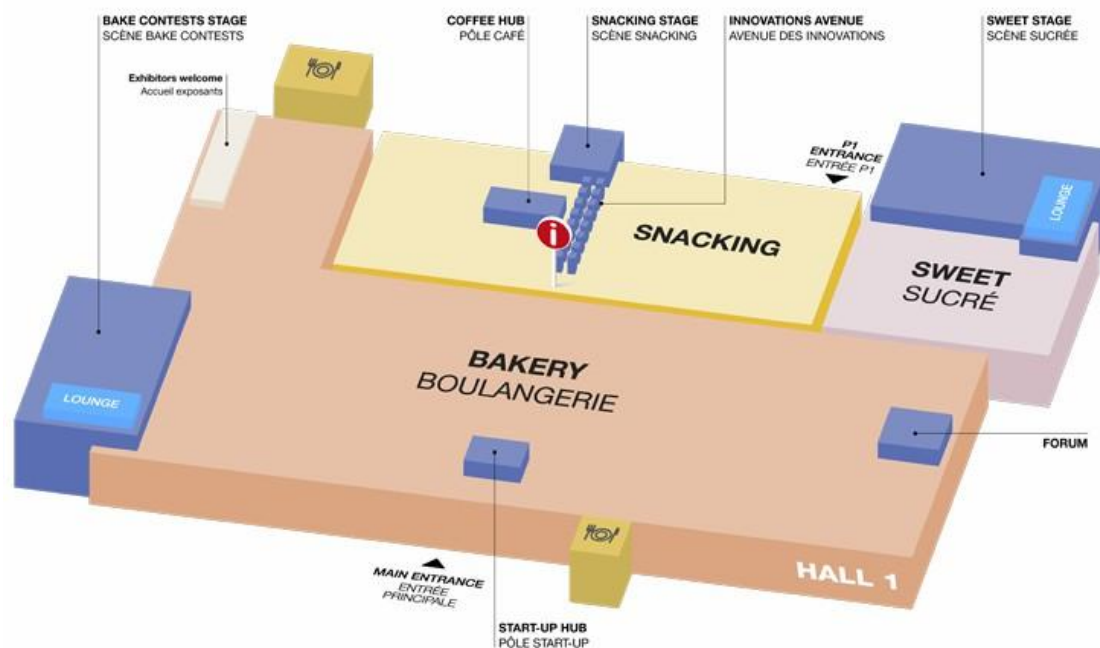 BAKE CONTESTS STAGE
SCÈNE BAKE CONTESTS
COFFEE HUB
PÔLE CAFÉ
SNACKING STAGE
SCÈNE SNACKING
INNOVATIONS AVENUE
AVENUE DES INNOVATIONS
SWEET STAGE
SCÈNE SUCRÉE
Exhibitors welcome
Accueil exposants
P1
ENTRANCE
ENTRÉE P1
LOUNGE
i
SNACKING
SWEET
SUCRÉ
BAKERY
BOULANGERIE
LOUNGE
FORUM
HALL 1
MAIN ENTRANCE
ENTRÉE
PRINCIPALE
START-UP HUB
PÔLE START-UP